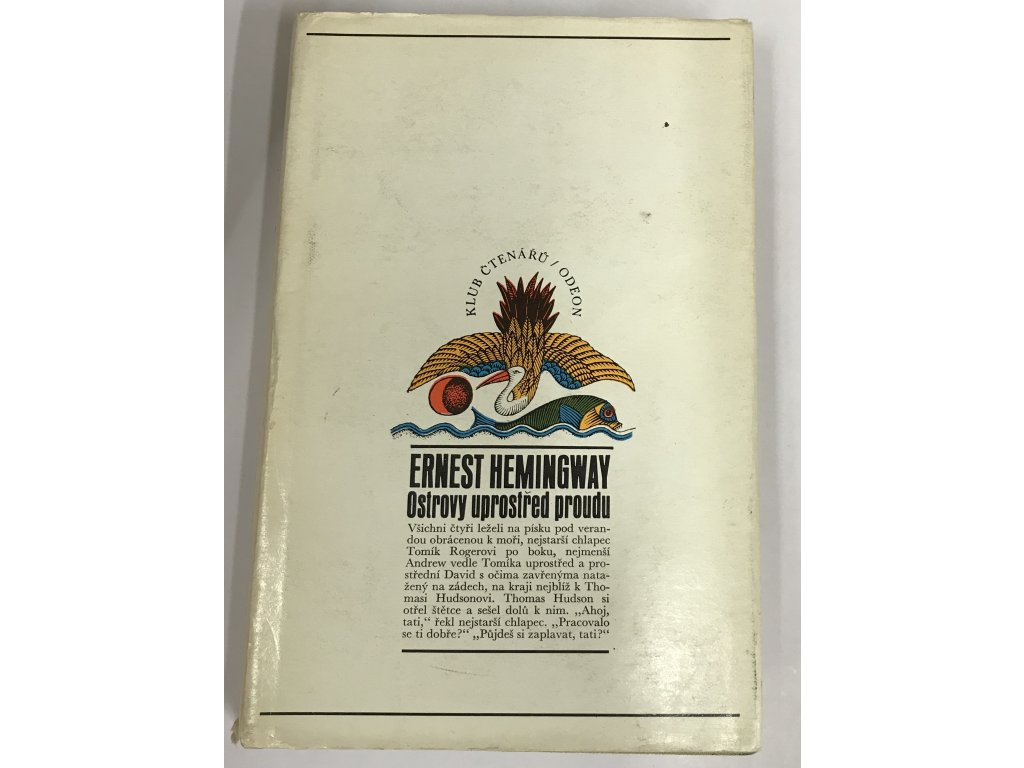 KLUB ČTENÁŘŮ / ODEON
ERNEST HEMINGWAY
Ostrovy uprostřed proudu
Všichni čtyři leželi na písku pod veran-
dou obrácenou k moři, nejstarší chlapec
Tomík Rogerovi po boku, nejmenší
Andrew vedle Tomíka uprostřed a pro-
střední David s očima zavřenýma nata-
žený na zádech, na kraji nejblíž k Tho-
masi Hudsonovi. Thomas Hudson si
otřel štětce a sešel dolů k nim. „Ahoj,
tati,“ řekl nejstarší chlapec. „Pracovalo
se ti dobře?“ „Půjdeš si zaplavat, tati?“